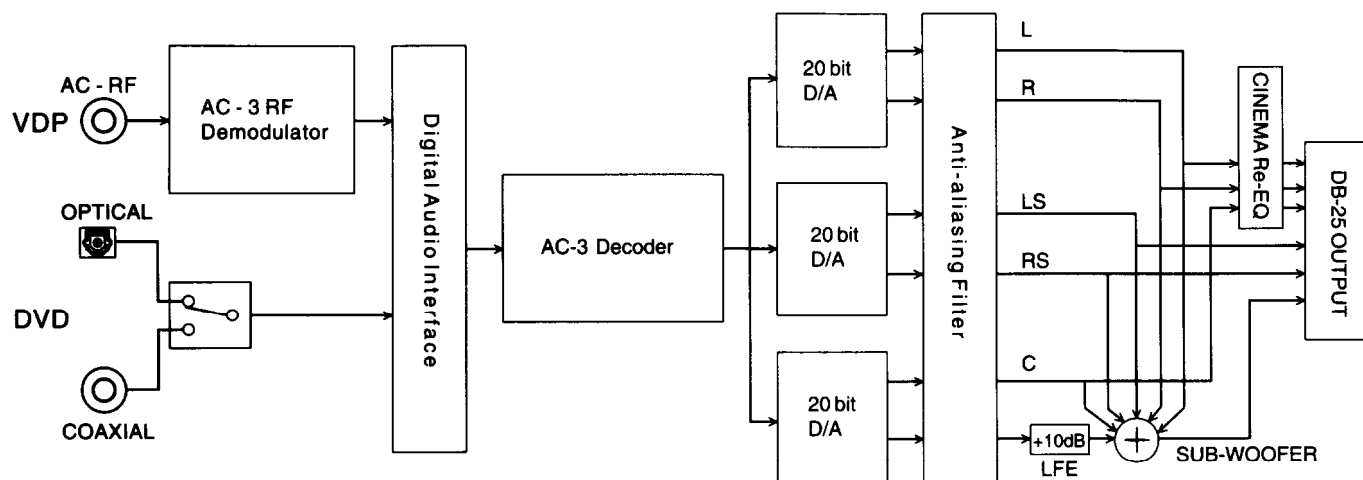 AC - RF
VDP
AC - 3 RF
Demodulator
OPTICAL
DVD
COAXIAL
Digital Audio Interface
AC-3 Decoder
20 bit
D/A
20 bit
D/A
20 bit
D/A
Anti-aliasing Filter
L
R
LS
RS
C
+10dB
LFE
SUB-WOOFER
CINEMA Re-EQ
DB-25 OUTPUT